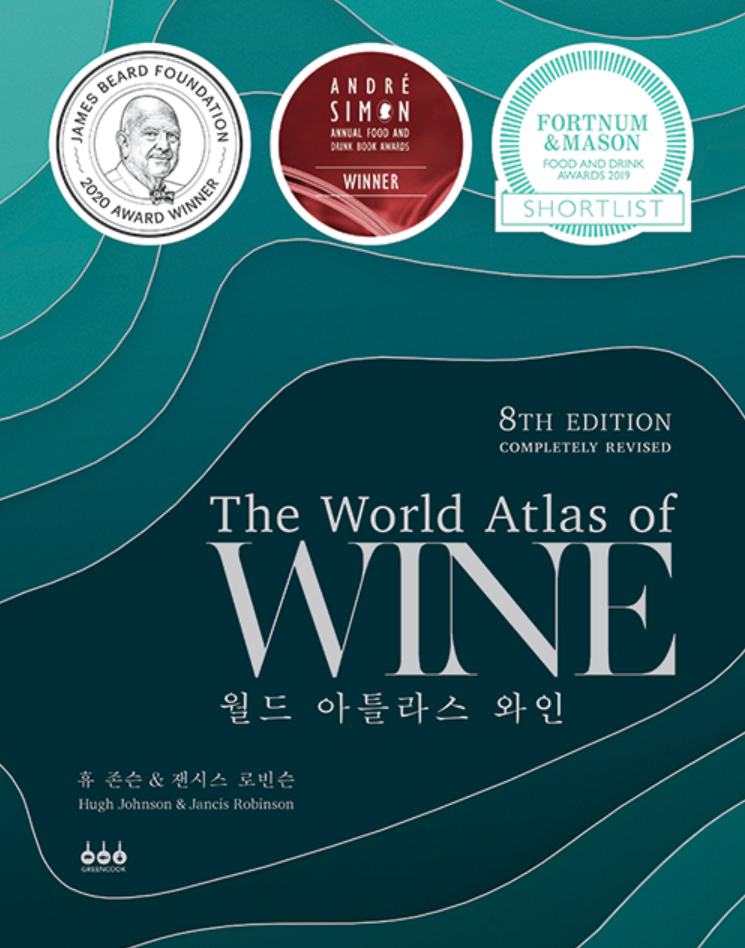 JAMES BEARD FOUNDATION
2020 AWARD WINNER
ANDRÉ
SIMON
ANNUAL FOOD AND
DRINK BOOK AWARDS
WINNER
FORTNUM
& MASON
FOOD AND DRINK
AWARDS 2019
SHORTLIST
8TH EDITION
COMPLETELY REVISED
The World Atlas of
WINE
월드 아틀라스 와인
휴 존슨 & 잰시스 로빈슨
Hugh Johnson & Jancis Robinson
GREENCOOK